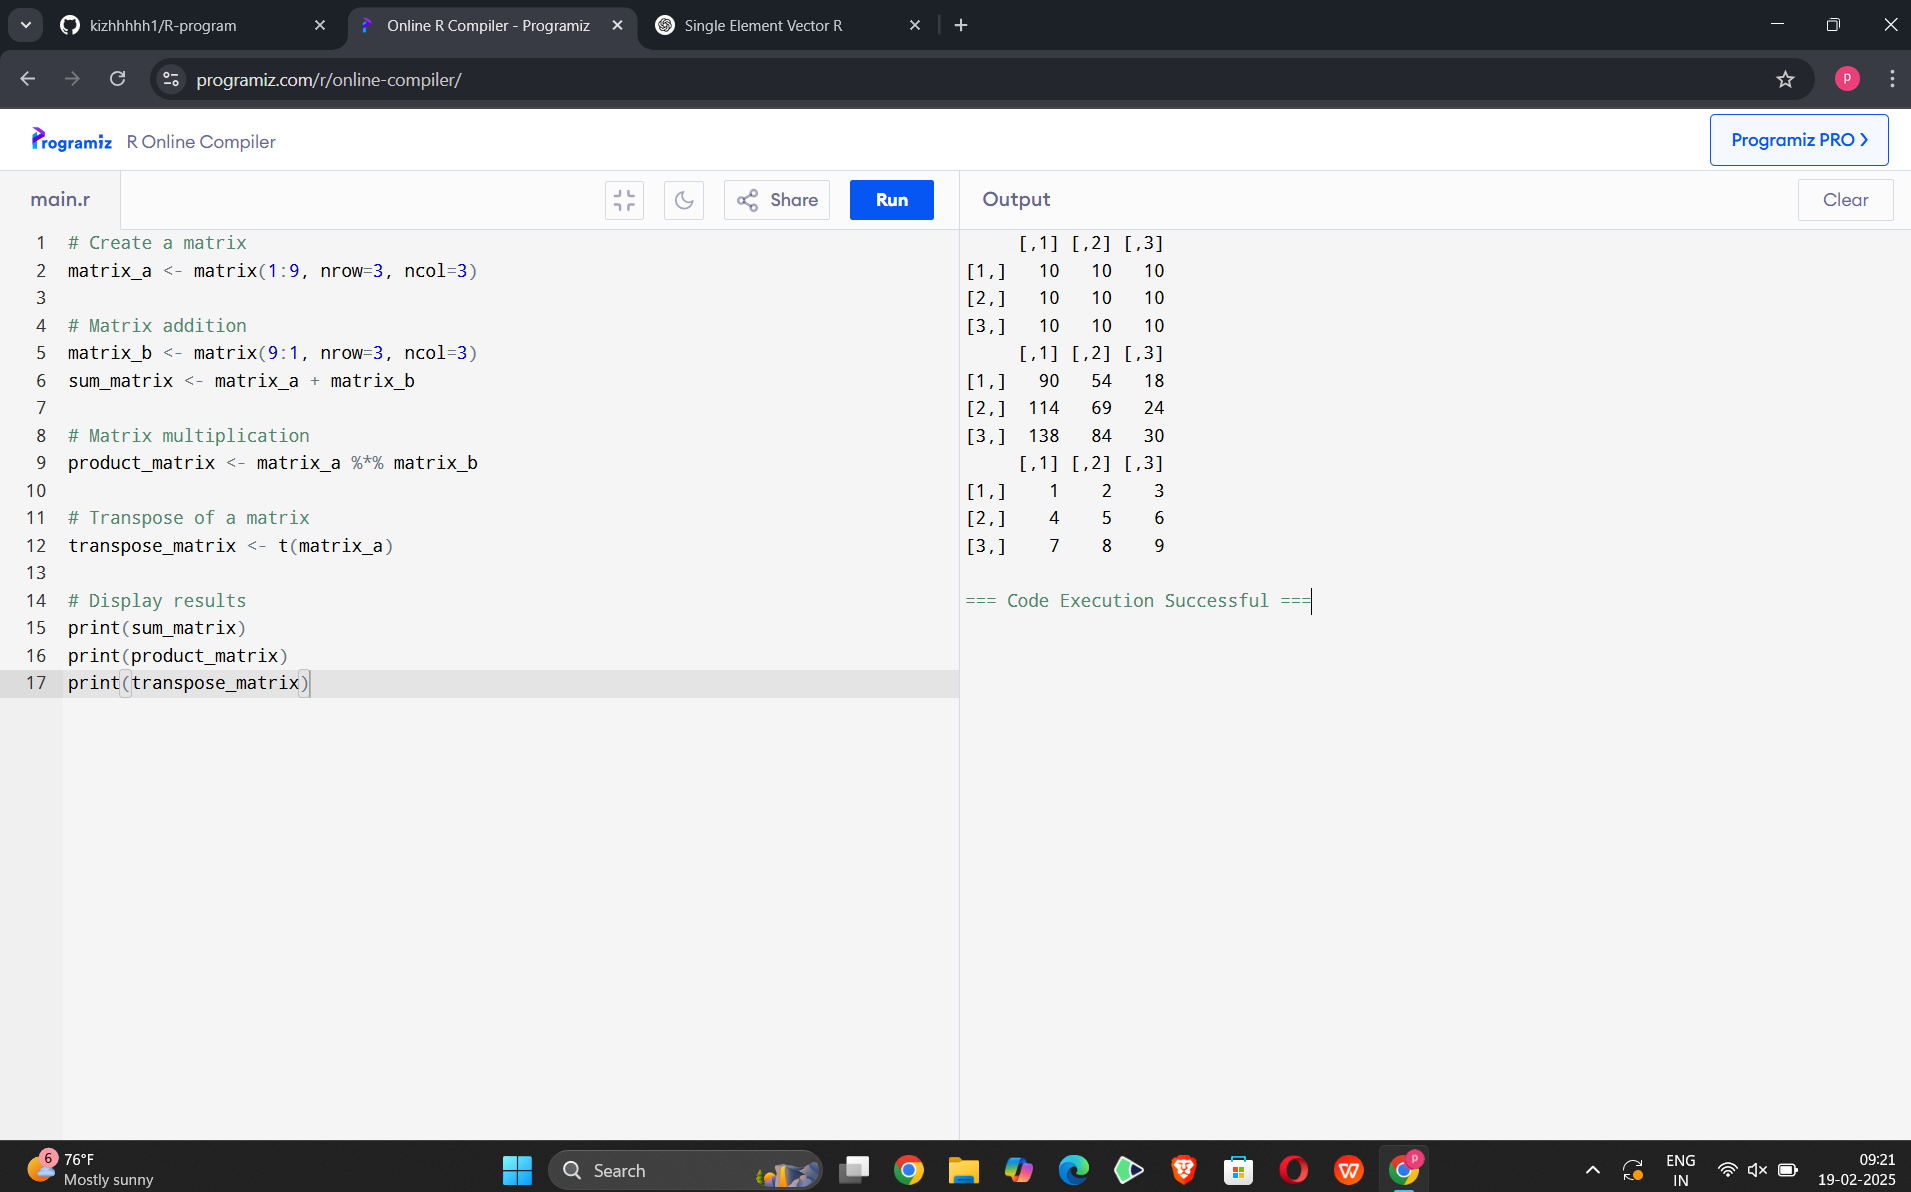 kizhhhhh1/R-program
Online R Compiler - Programiz
Single Element Vector R
programiz.com/r/online-compiler/
P
Programiz R Online Compiler
Programiz PRO
main.r
Share
Run
Output
Clear
1 # Create a matrix
2 matrix_a <- matrix(1:9, nrow=3, ncol=3)
3
4 # Matrix addition
5 matrix_b <- matrix(9:1, nrow=3, ncol=3)
6 sum_matrix <- matrix_a + matrix_b
7
8 # Matrix multiplication
9 product_matrix <- matrix_a %*% matrix_b
10
11 # Transpose of a matrix
12 transpose_matrix <- t(matrix_a)
13
14 # Display results
15 print(sum_matrix)
16 print(product_matrix)
17 print(transpose_matrix)
[,1] [,2] [,3]
[1,] 10 10 10
[2,] 10 10 10
[3,] 10 10 10
[,1] [,2] [,3]
[1,] 90 54 18
[2,] 114 69 24
[3,] 138 84 30
[,1] [,2] [,3]
[1,] 1 2 3
[2,] 4 5 6
[3,] 7 8 9
=== Code Execution Successful ===
6
76°F
Mostly sunny
Search
W
P
ENG
IN
09:21
19-02-2025